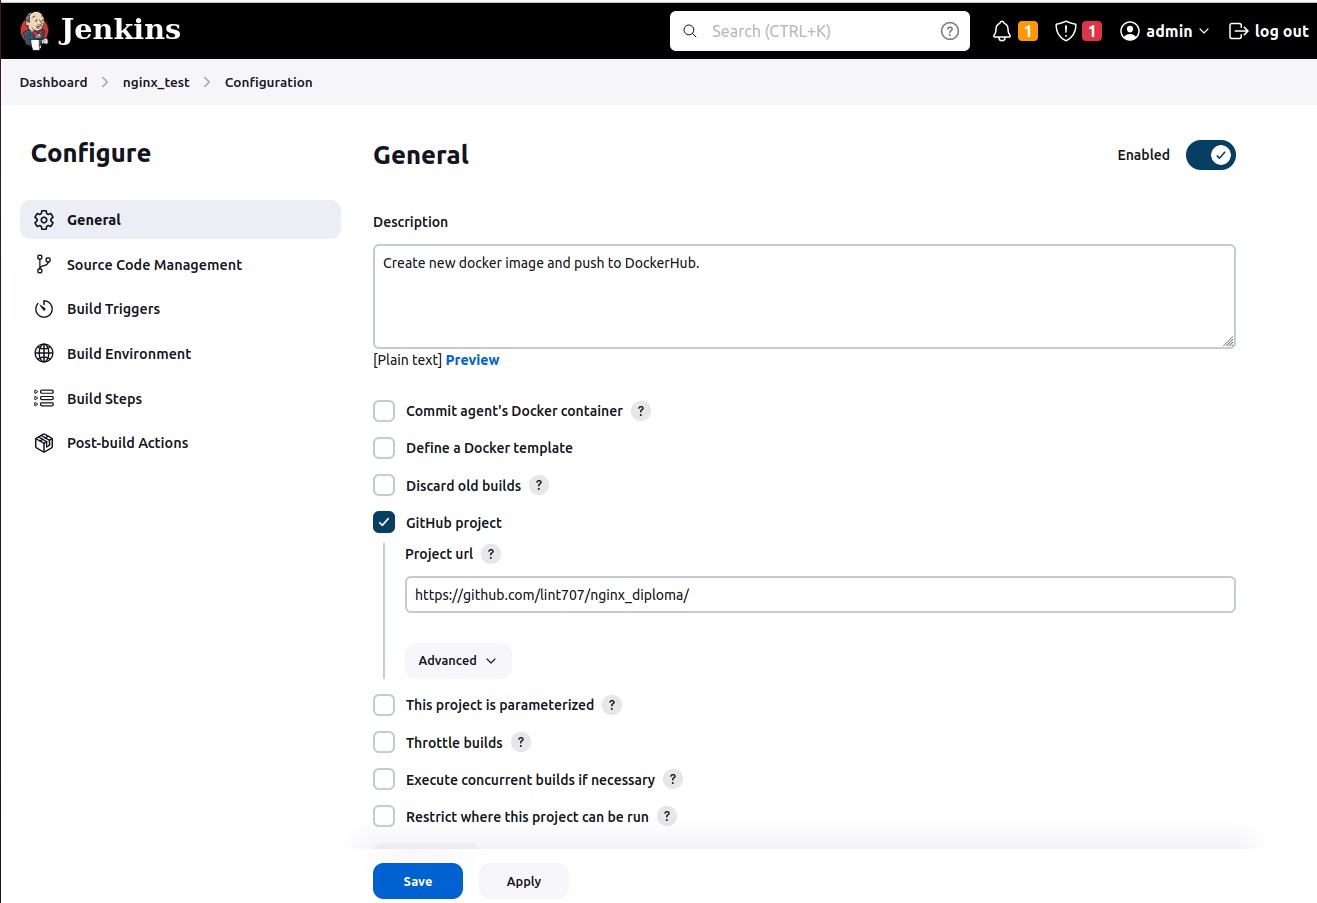 Jenkins
Search (CTRL+K)
?
1
1
admin
log out
Dashboard
nginx_test
Configuration
Configure
General
Source Code Management
Build Triggers
Build Environment
Build Steps
Post-build Actions
General
Enabled
Description
Create new docker image and push to DockerHub.
[Plain text] Preview
Commit agent's Docker container ?
Define a Docker template
Discard old builds ?
GitHub project
Project url ?
https://github.com/lint707/nginx_diploma/
Advanced
This project is parameterized ?
Throttle builds ?
Execute concurrent builds if necessary ?
Restrict where this project can be run ?
Save
Apply